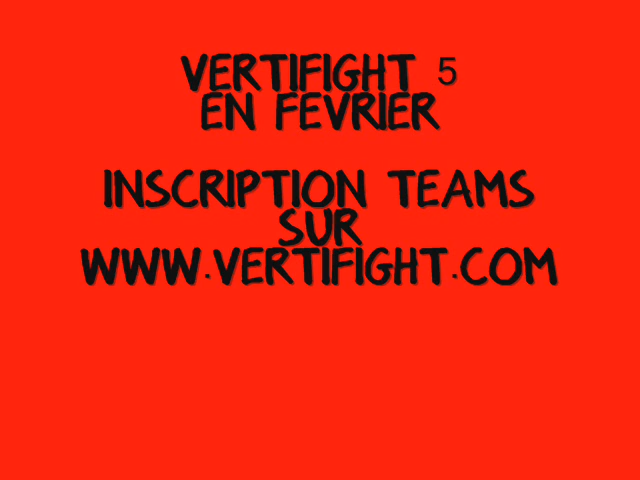 VERTIFIGHT 5
EN FEVRIER
INSCRIPTION TEAMS
SUR
WWW.VERTIFIGHT.COM